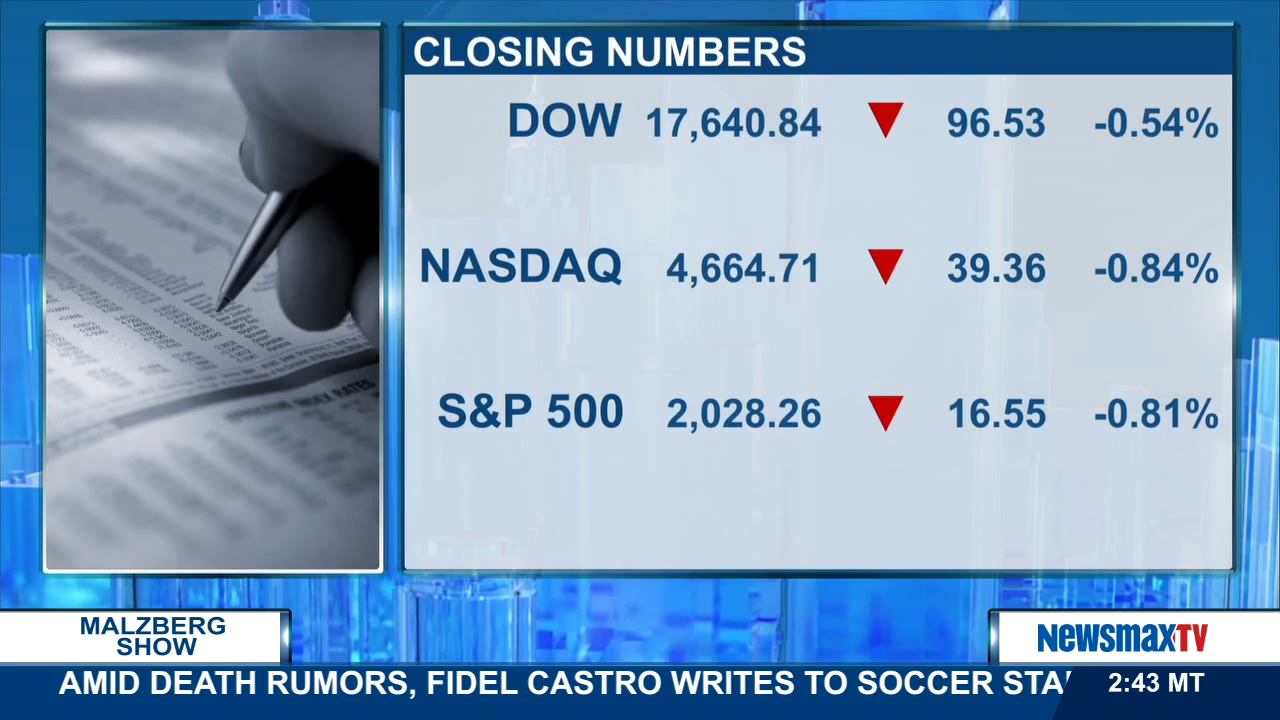 CLOSING NUMBERS
DOW 17,640.84 ▼ 96.53 -0.54%
NASDAQ 4,664.71 ▼ 39.36 -0.84%
S&P 500 2,028.26 ▼ 16.55 -0.81%
MALZBERG
SHOW
NEWSMAXTV
AMID DEATH RUMORS, FIDEL CASTRO WRITES TO SOCCER
2:43 MT